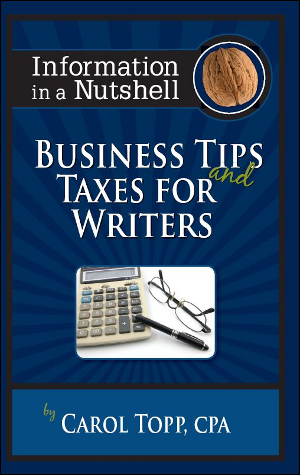 Information
in a Nutshell
BUSINESS TIPS
and
TAXES FOR
WRITERS
by
CAROL TOPP, CPA